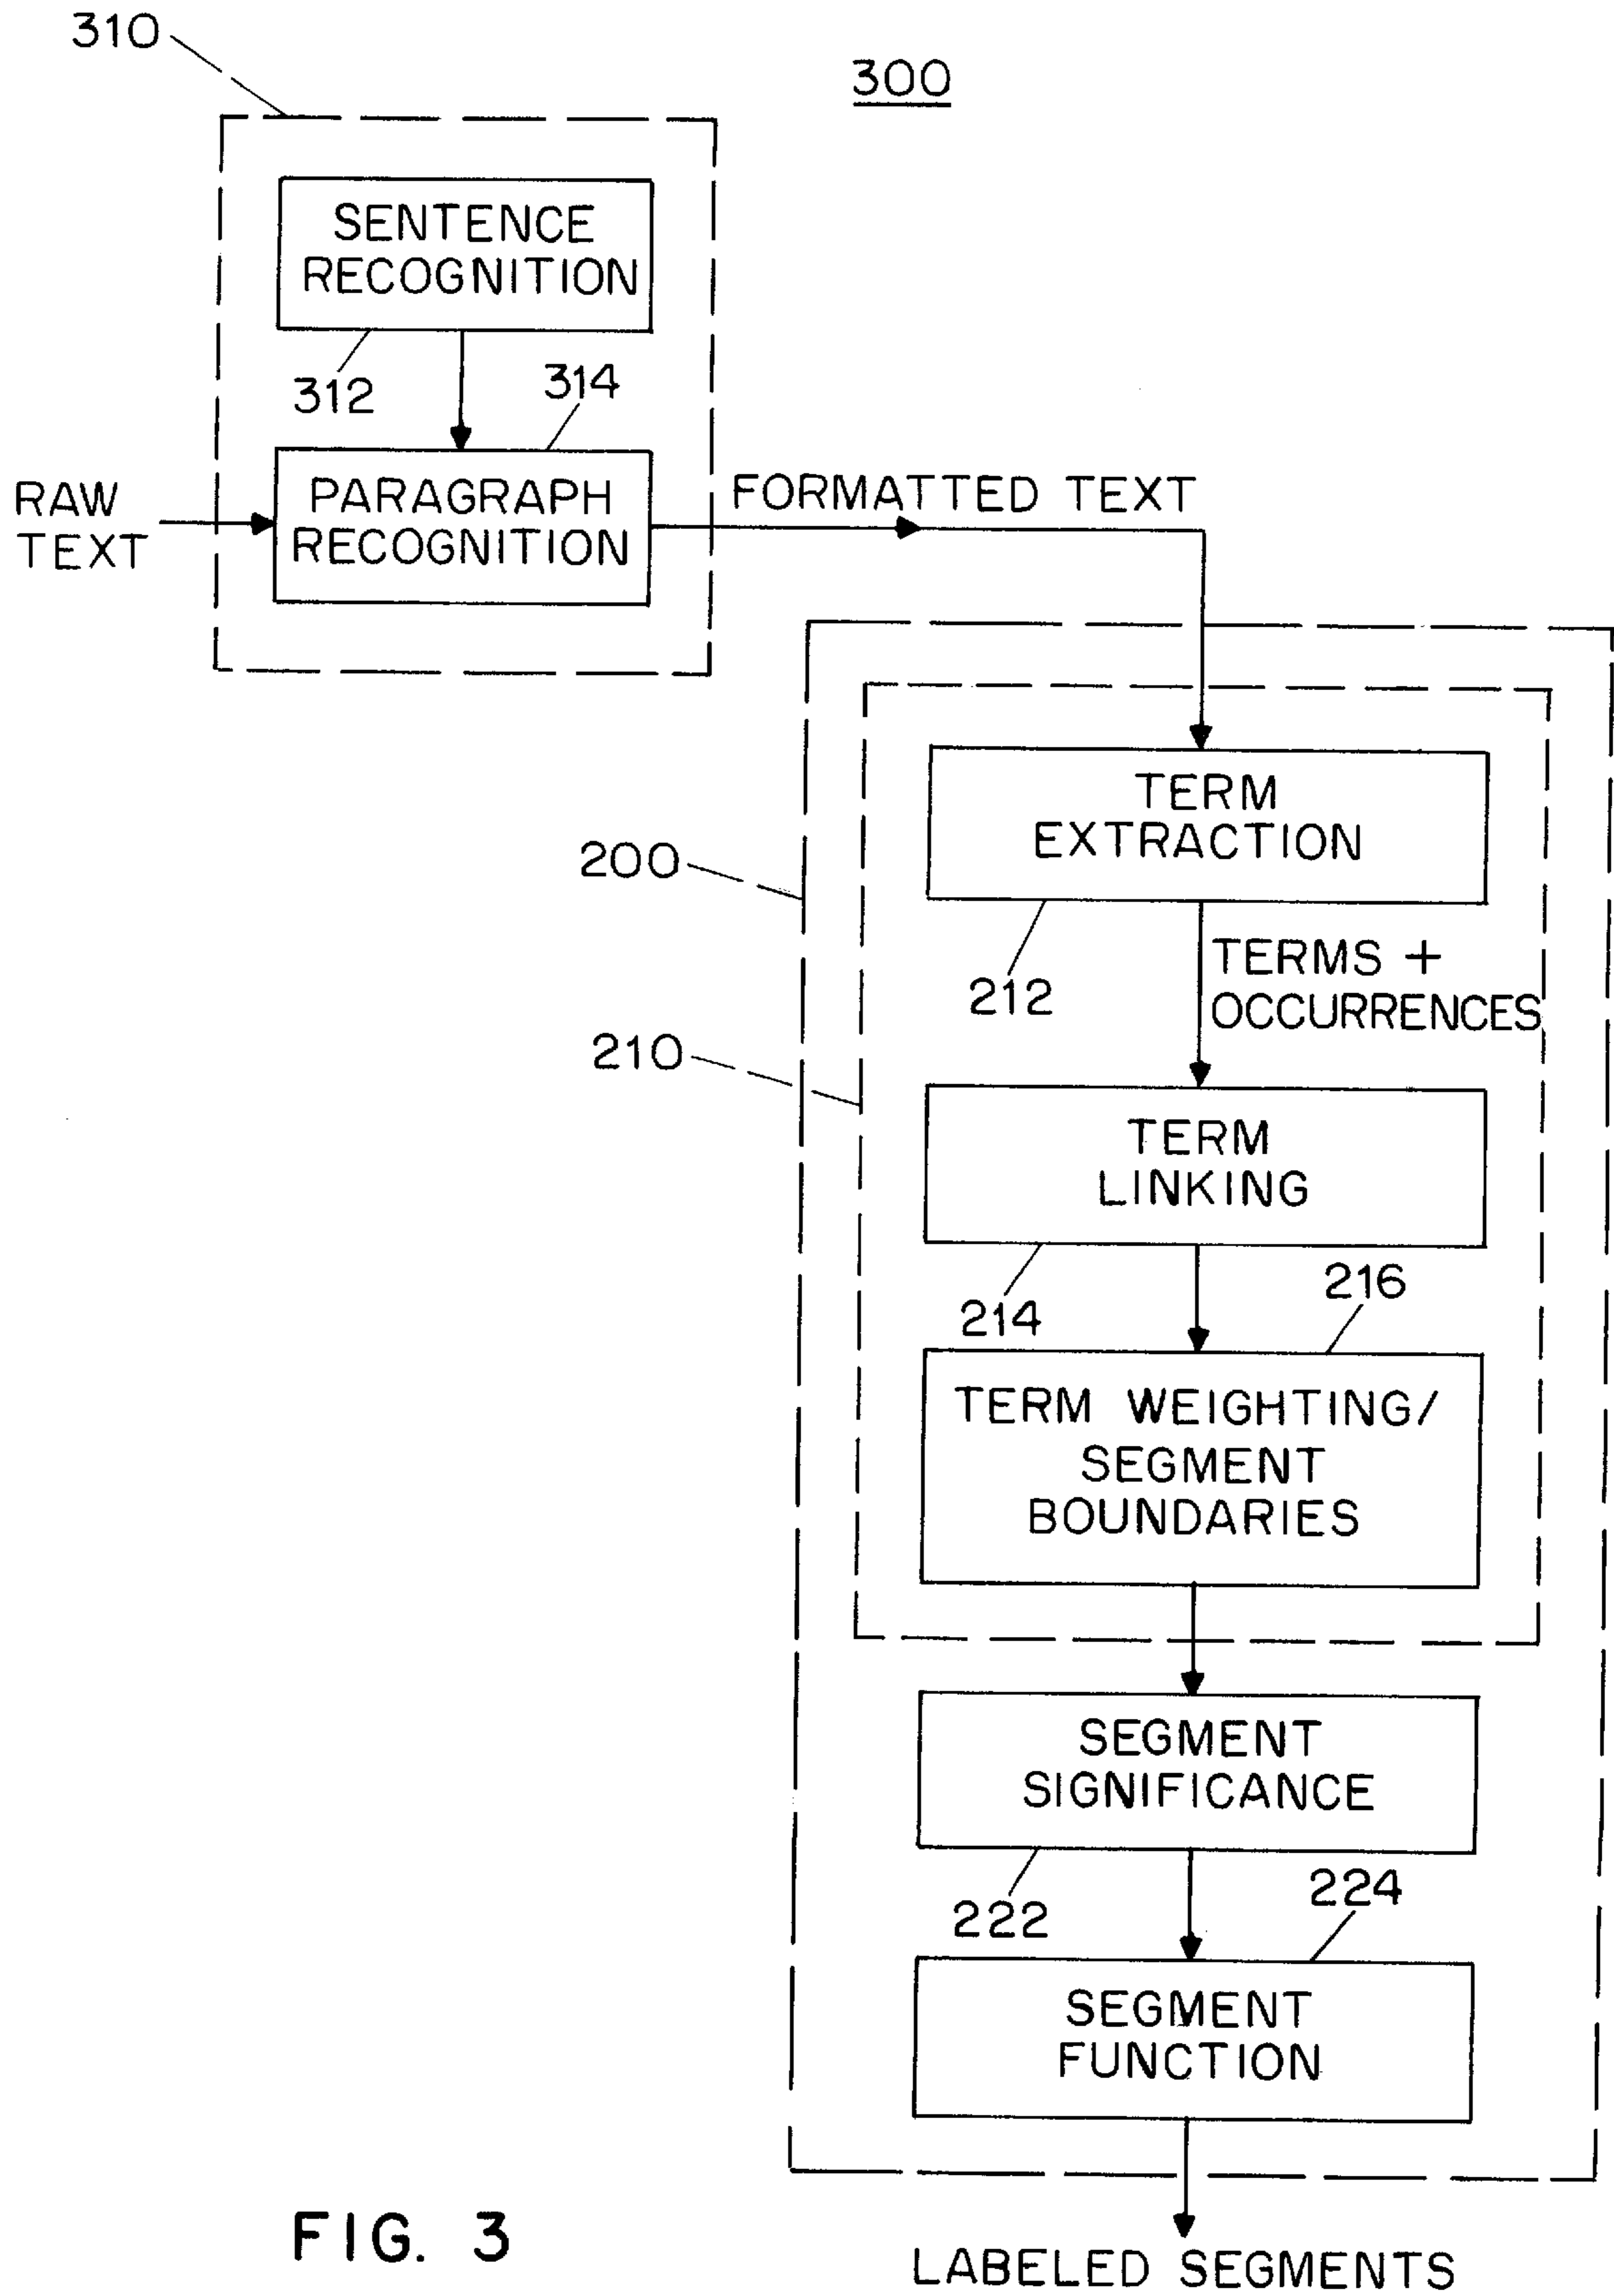 310
300
SENTENCE
RECOGNITION
312
314
RAW
TEXT
PARAGRAPH
RECOGNITION
FORMATTED TEXT
TERM
EXTRACTION
200
212
TERMS +
OCCURRENCES
210
TERM
LINKING
214
216
TERM WEIGHTING/
SEGMENT
BOUNDARIES
SEGMENT
SIGNIFICANCE
222
224
SEGMENT
FUNCTION
FIG. 3
LABELED SEGMENTS